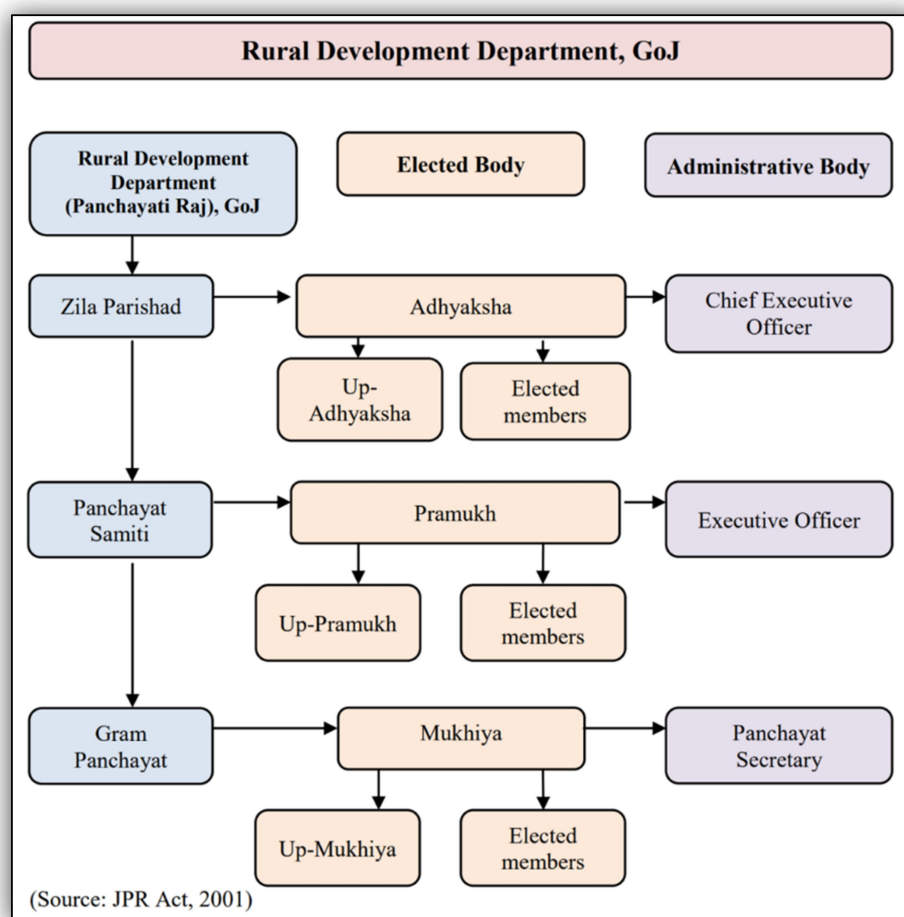 Rural Development Department, GoJ
Rural Development
Department
(Panchayati Raj), GoJ
Elected Body
Administrative Body
Zila Parishad
Adhyaksha
Chief Executive
Officer
Up-
Adhyaksha
Elected
members
Panchayat
Samiti
Pramukh
Executive Officer
Up-Pramukh
Elected
members
Gram
Panchayat
Mukhiya
Panchayat
Secretary
Up-Mukhiya
Elected
members
(Source: JPR Act, 2001)